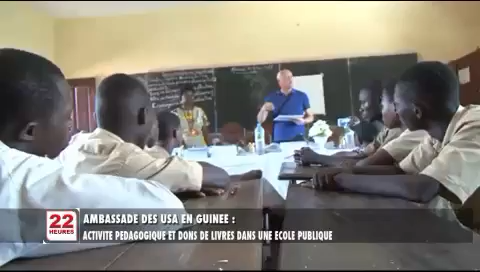 22
HEURES
AMBASSADE DES USA EN GUINEE :
ACTIVITE PEDAGOGIQUE ET DONS DE LIVRES DANS UNE ECOLE PUBLIQUE